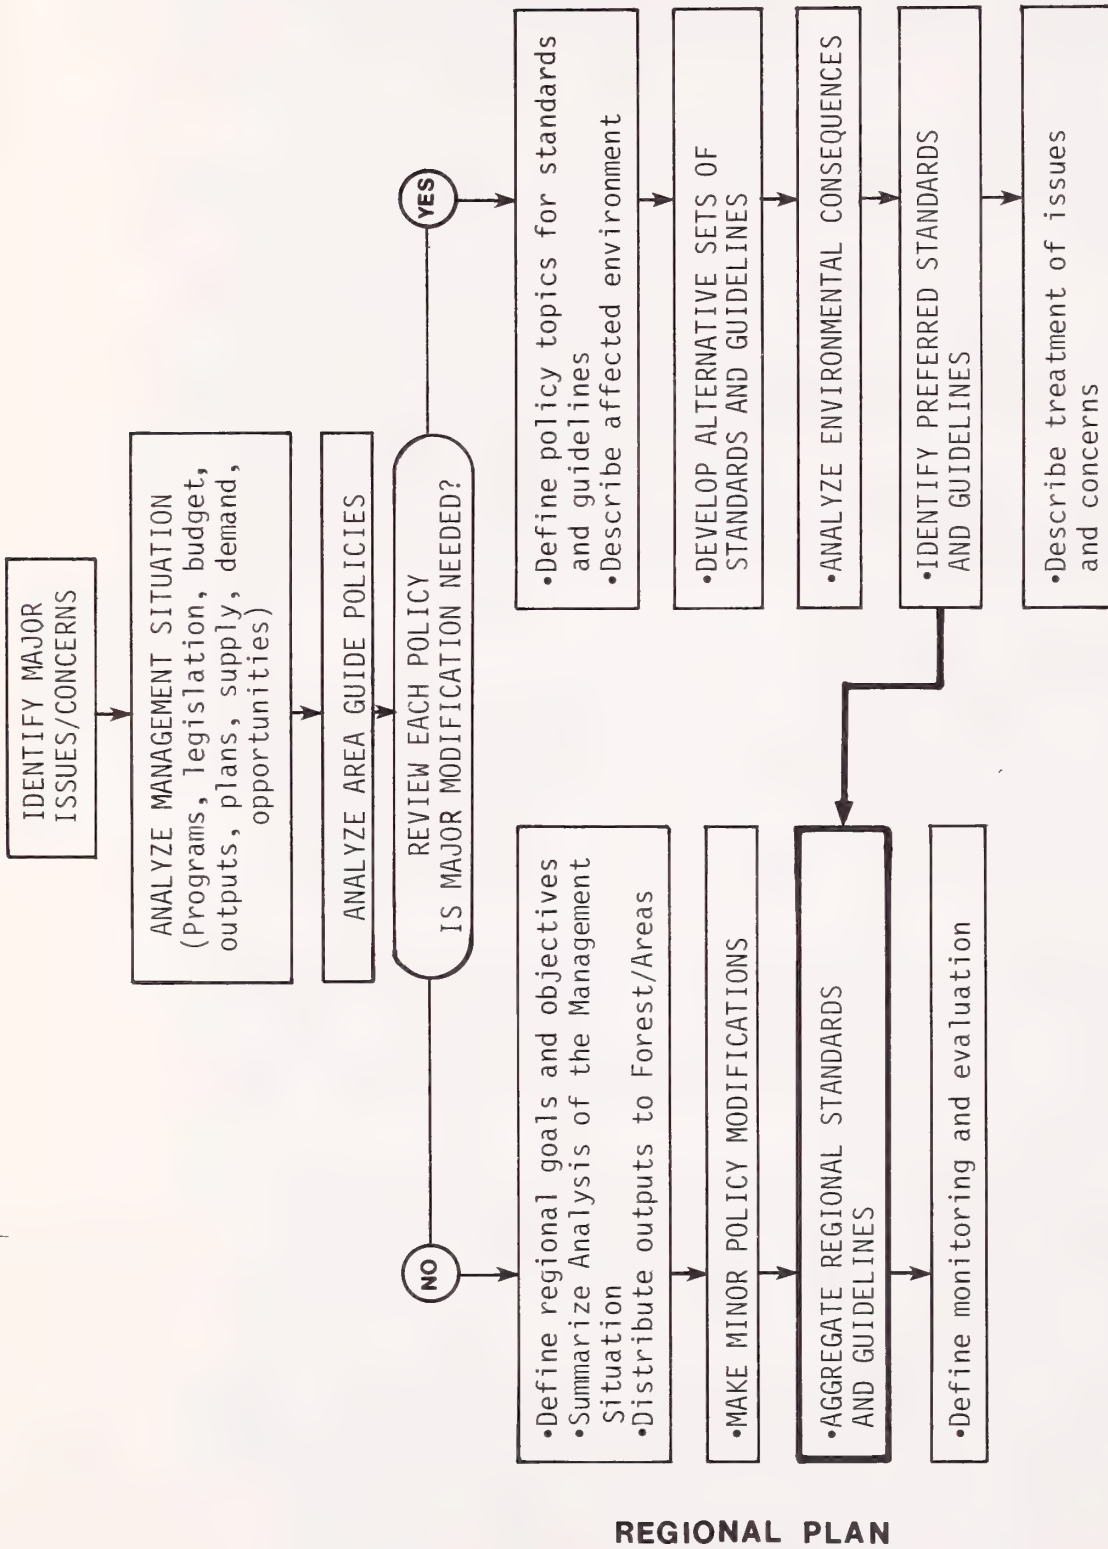 IDENTIFY MAJOR
ISSUES/CONCERNS
ANALYZE MANAGEMENT SITUATION
(Programs, legislation, budget,
outputs, plans, supply, demand,
opportunities)
ANALYZE AREA GUIDE POLICIES
REVIEW EACH POLICY
IS MAJOR MODIFICATION NEEDED?
NO
•Define regional goals and objectives
•Summarize Analysis of the Management
Situation
•Distribute outputs to Forest/Areas
•MAKE MINOR POLICY MODIFICATIONS
•AGGREGATE REGIONAL STANDARDS
AND GUIDELINES
•Define monitoring and evaluation
YES
•Define policy topics for standards
and guidelines
•Describe affected environment
•DEVELOP ALTERNATIVE SETS OF
STANDARDS AND GUIDELINES
•ANALYZE ENVIRONMENTAL CONSEQUENCES
•IDENTIFY PREFERRED STANDARDS
AND GUIDELINES
•Describe treatment of issues
and concerns
REGIONAL PLAN